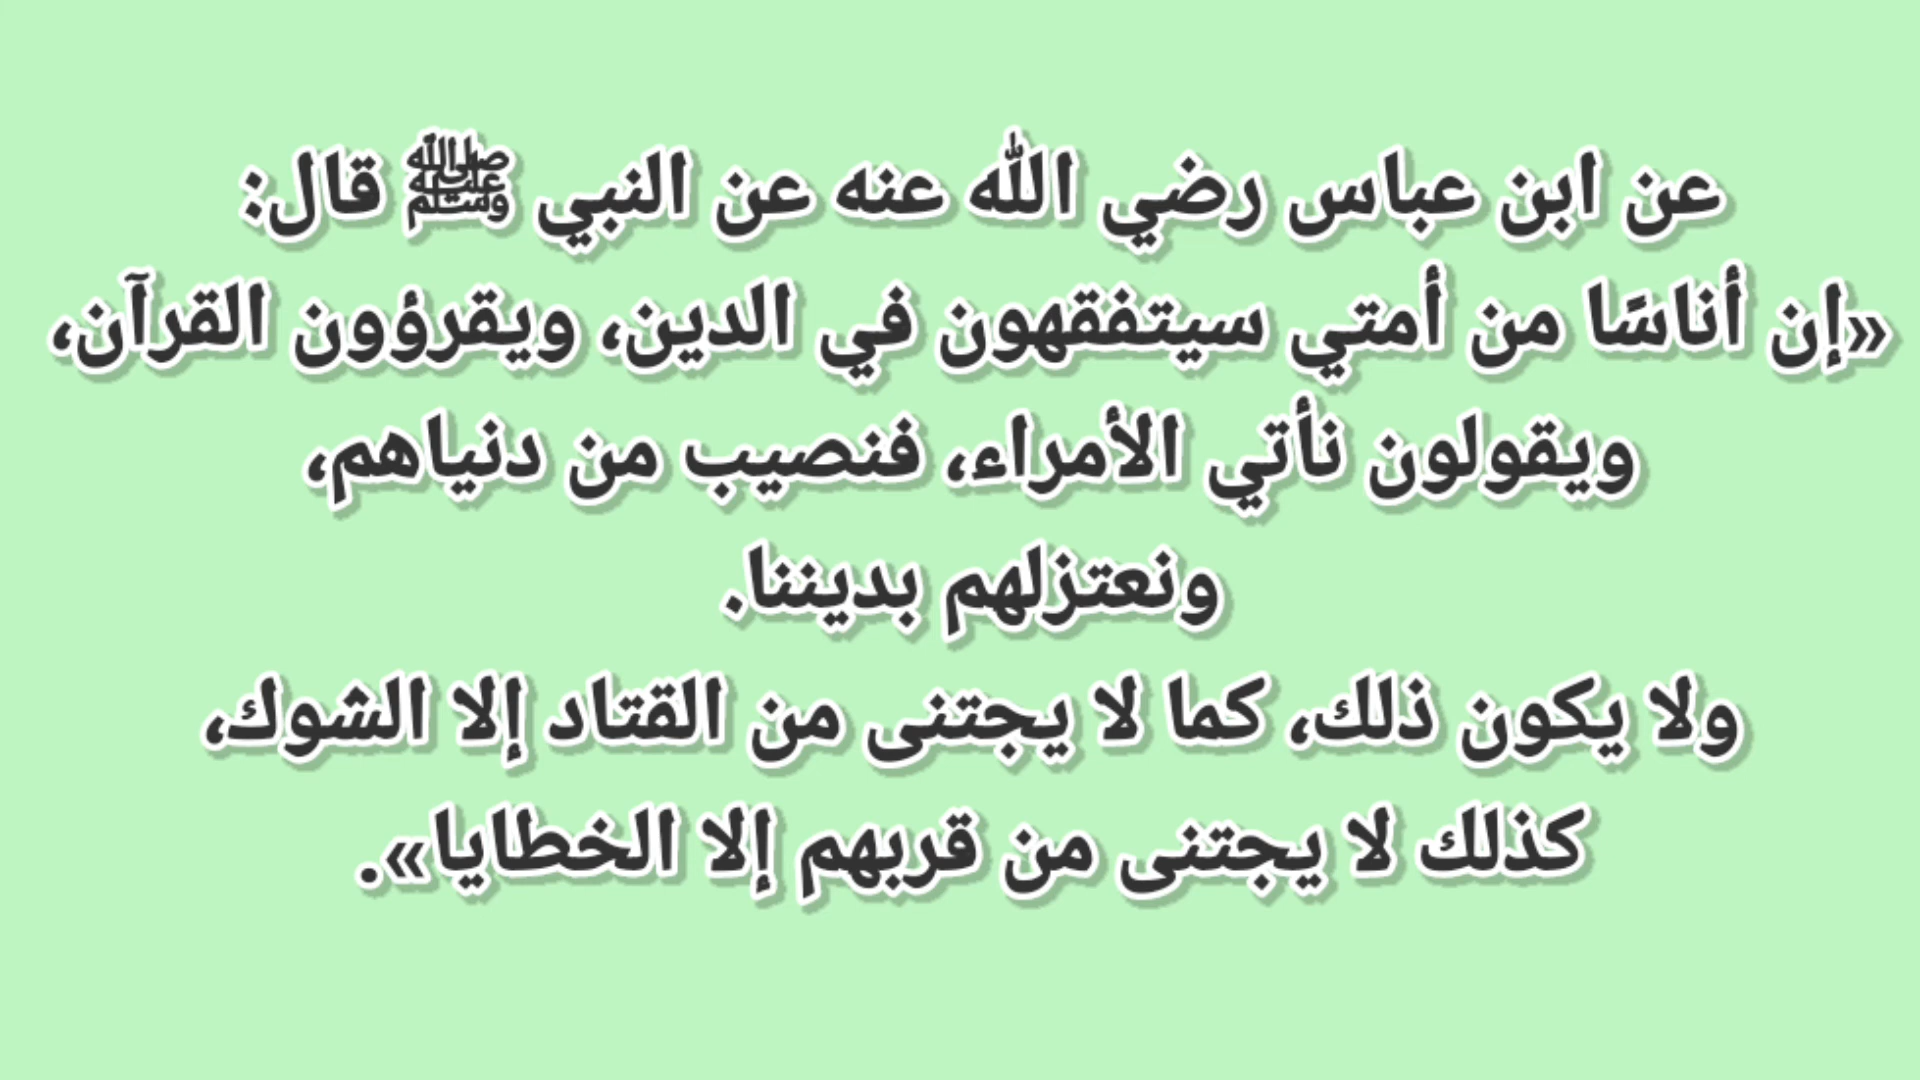 عن ابن عباس رضي الله عنه عن النبي ﷺ قال:
«إن أناسًا من أمتي سيتفقهون في الدين، ويقرؤون القرآن،
ويقولون نأتي الأمراء، فنصيب من دنياهم،
ونعتزلهم بديننا.
ولا يكون ذلك، كما لا يجتنى من القتاد إلا الشوك،
كذلك لا يجتنى من قربهم إلا الخطايا».